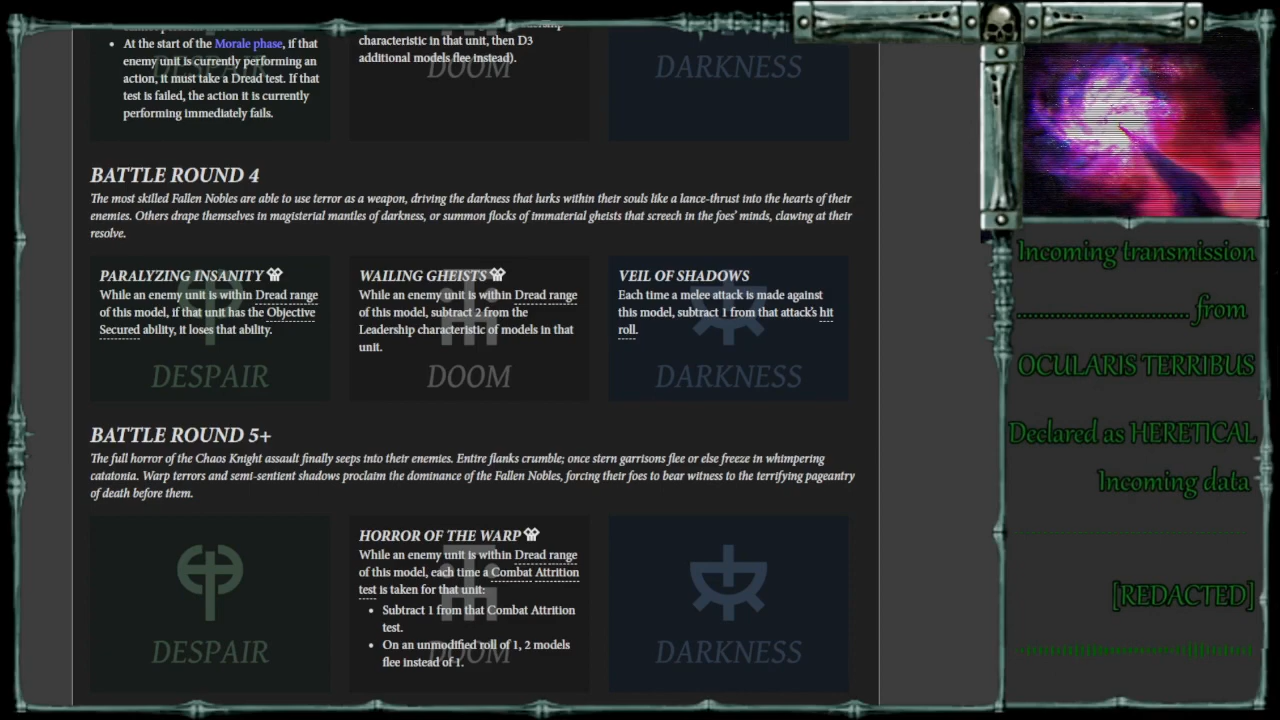 At the start of the Morale phase, if that
enemy unit is currently performing an
action, it must take a Dread test. If that
test is failed, the action it is currently
performing immediately fails.
characteristic in that unit, then D3
additional models flee instead).
DOOM
DARKNESS
BATTLE ROUND 4
The most skilled Fallen Nobles are able to use terror as a weapon, driving the darkness that lurks within their souls like a lance-thrust into the hearts of their
enemies. Others drape themselves in magisterial mantles of darkness, or summon flocks of immaterial gheists that screech in the foes' minds, clawing at their
resolve.
PARALYZING INSANITY
While an enemy unit is within Dread range
of this model, if that unit has the Objective
Secured ability, it loses that ability.
DESPAIR
WAILING GHEISTS
While an enemy unit is within Dread range
of this model, subtract 2 from the
Leadership characteristic of models in that
unit.
DOOM
VEIL OF SHADOWS
Each time a melee attack is made against
this model, subtract 1 from that attack's hit
roll.
DARKNESS
BATTLE ROUND 5+
The full horror of the Chaos Knight assault finally seeps into their enemies. Entire flanks crumble; once stern garrisons flee or else freeze in whimpering
catatonia. Warp terrors and semi-sentient shadows proclaim the dominance of the Fallen Nobles, forcing their foes to bear witness to the terrifying pageantry
of death before them.
DESPAIR
HORROR OF THE WARP
While an enemy unit is within Dread range
of this model, each time a Combat Attrition
test is taken for that unit:
Subtract 1 from that Combat Attrition
test.
On an unmodified roll of 1, 2 models
flee instead of 1.
DOOM
DARKNESS
Incoming transmission
............................... from
OCULARIS TERRIBUS
Declared as HERETICAL
Incoming data
[REDACTED]